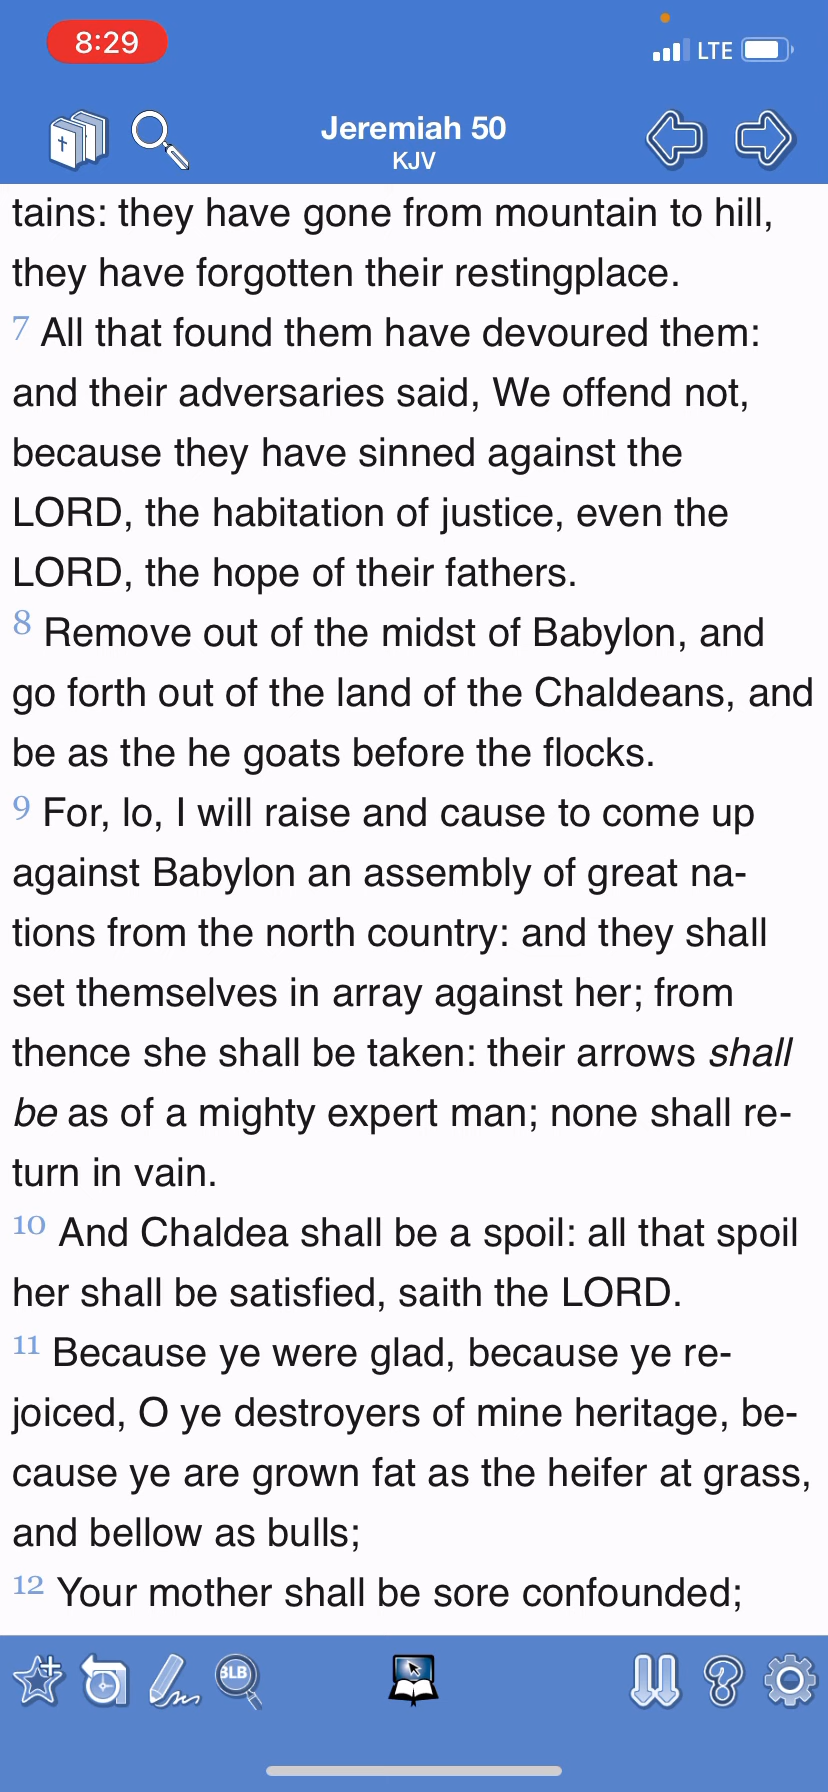 8:29
LTE
Jeremiah 50
KJV
tains: they have gone from mountain to hill,
they have forgotten their restingplace.
7 All that found them have devoured them:
and their adversaries said, We offend not,
because they have sinned against the
LORD, the habitation of justice, even the
LORD, the hope of their fathers.
8 Remove out of the midst of Babylon, and
go forth out of the land of the Chaldeans, and
be as the he goats before the flocks.
9 For, lo, I will raise and cause to come up
against Babylon an assembly of great na-
tions from the north country: and they shall
set themselves in array against her; from
thence she shall be taken: their arrows shall
be as of a mighty expert man; none shall re-
turn in vain.
10 And Chaldea shall be a spoil: all that spoil
her shall be satisfied, saith the LORD.
11 Because ye were glad, because ye re-
joiced, O ye destroyers of mine heritage, be-
cause ye are grown fat as the heifer at grass,
and bellow as bulls;
12 Your mother shall be sore confounded;
BLB